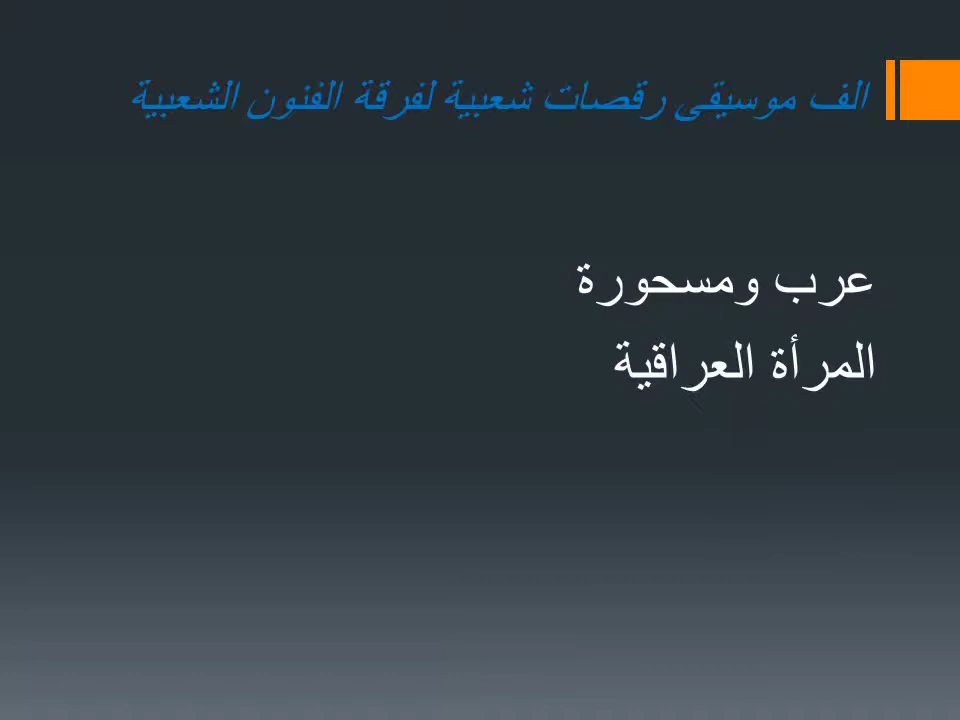 الف موسيقى رقصات شعبية لفرقة الفنون الشعبية
عرب ومسحورة
المرأة العراقية